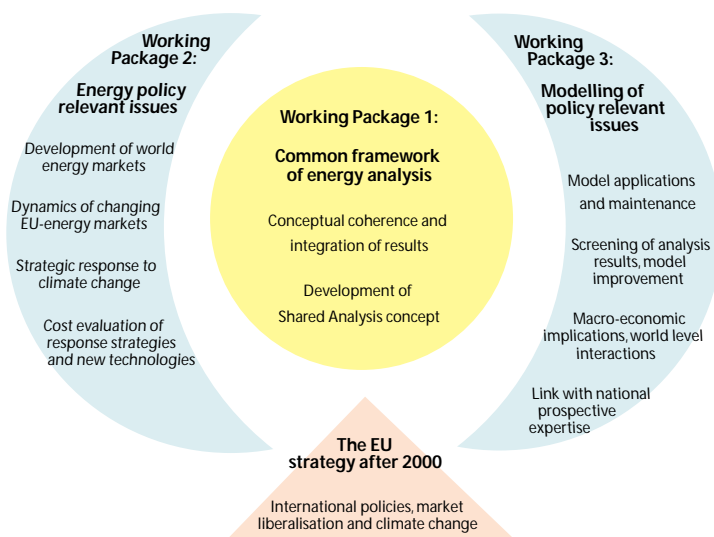 Working
Package 2:
Energy policy
relevant issues
Development of world
energy markets
Dynamics of changing
EU-energy markets
Strategic response to
climate change
Cost evaluation of
response strategies
and new technologies
Working Package 1:
Common framework
of energy analysis
Conceptual coherence and
integration of results
Development of
Shared Analysis concept
Working
Package 3:
Modelling of
policy relevant
issues
Model applications
and maintenance
Screening of analysis
results, model
improvement
Macro-economic
implications, world level
interactions
Link with national
prospective
expertise
The EU
strategy after 2000
International policies, market
liberalisation and climate change